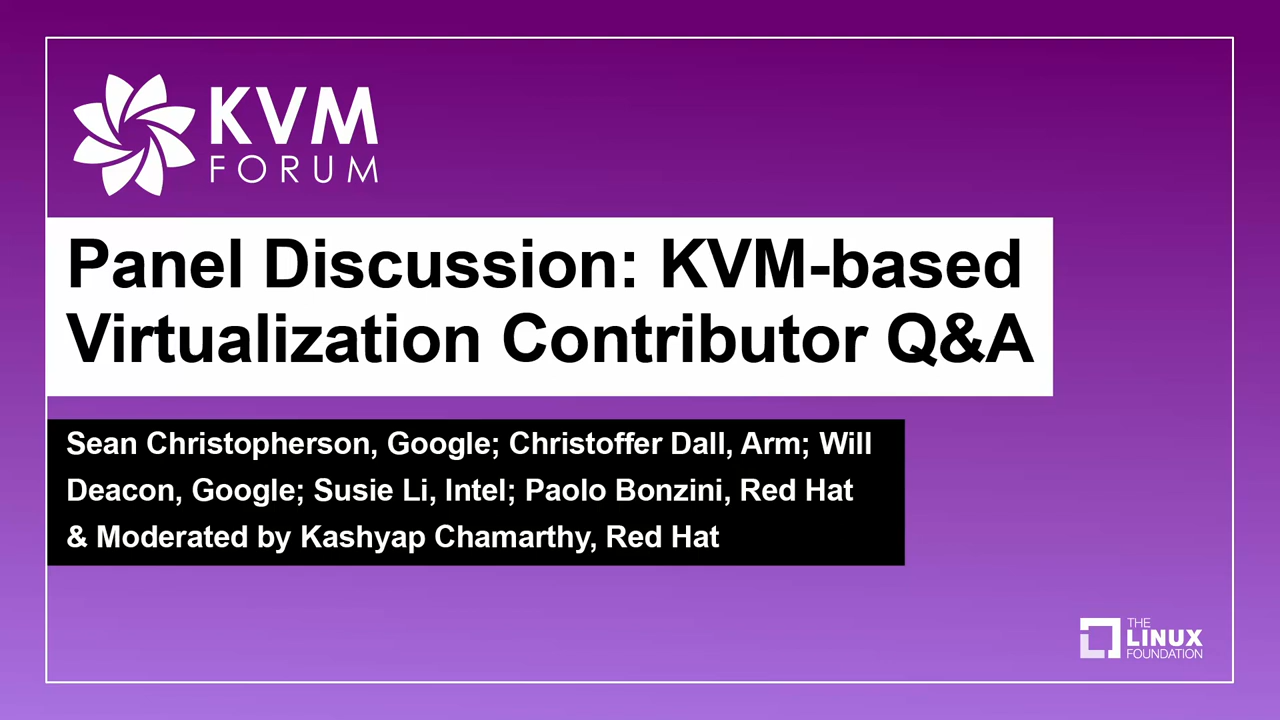 KVM
FORUM
Panel Discussion: KVM-based
Virtualization Contributor Q&A
Sean Christopherson, Google; Christoffer Dall, Arm; Will
Deacon, Google; Susie Li, Intel; Paolo Bonzini, Red Hat
& Moderated by Kashyap Chamarthy, Red Hat
THE
LINUX
FOUNDATION